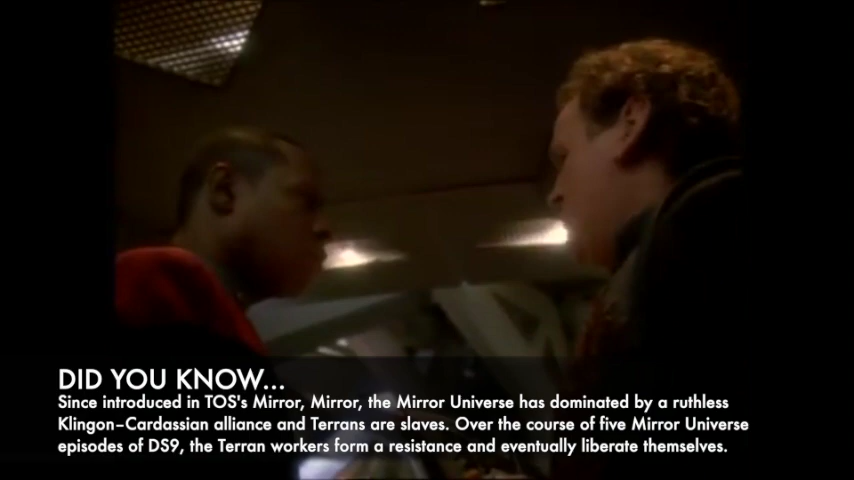 DID YOU KNOW...
Since introduced in TOS's Mirror, Mirror, the Mirror Universe has dominated by a ruthless
Klingon-Cardassian alliance and Terrans are slaves. Over the course of five Mirror Universe
episodes of DS9, the Terran workers form a resistance and eventually liberate themselves.